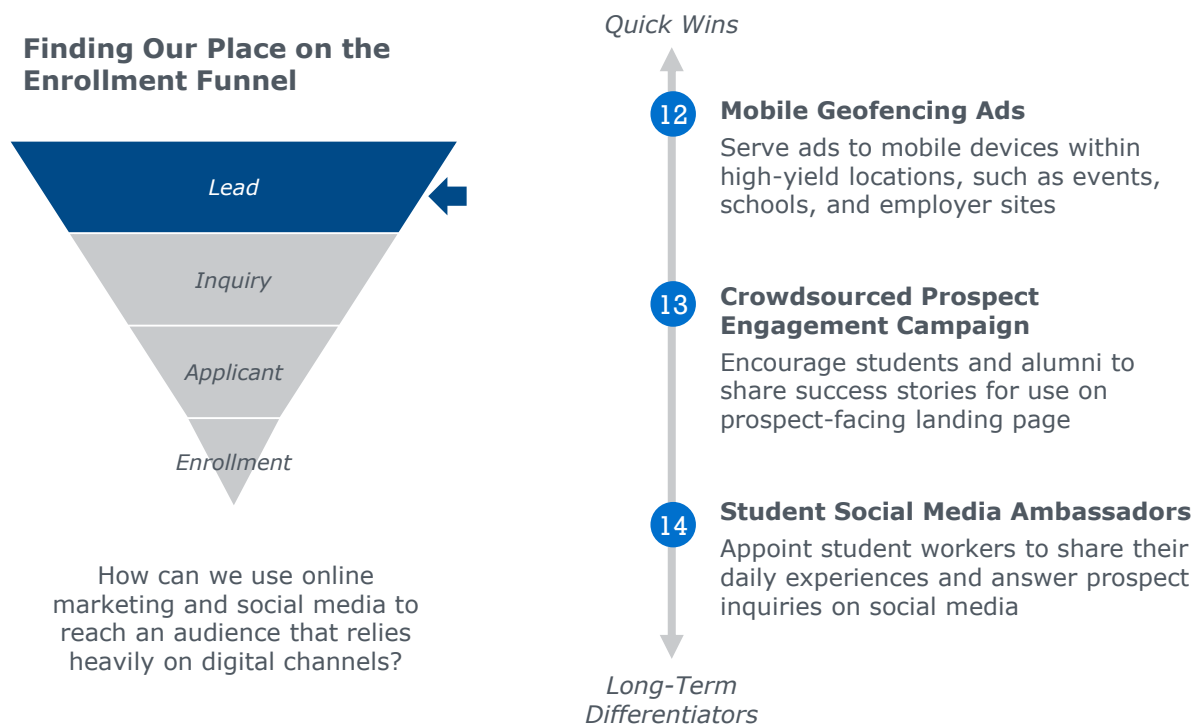 Finding Our Place on the
Enrollment Funnel
Lead
Inquiry
Applicant
Enrollment
How can we use online
marketing and social media to
reach an audience that relies
heavily on digital channels?
Quick Wins
12
Mobile Geofencing Ads
Serve ads to mobile devices within
high-yield locations, such as events,
schools, and employer sites
13
Crowdsourced Prospect
Engagement Campaign
Encourage students and alumni to
share success stories for use on
prospect-facing landing page
14
Student Social Media Ambassadors
Appoint student workers to share their
daily experiences and answer prospect
inquiries on social media
Long-Term
Differentiators